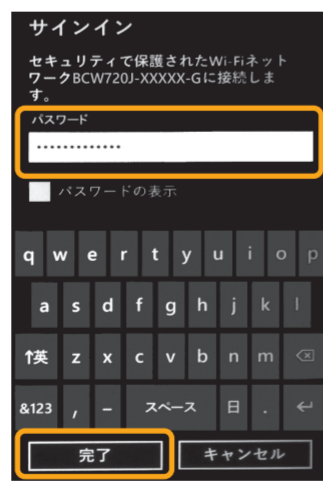 サインイン
セキュリティで保護されたWi-Fiネット
ワークBCW720J-XXXXX-Gに接続しま
す。
パスワード
•••••••••••••
パスワードの表示
q w e r t y u i o p
a s d f g h j k l
↑英 z x c v b n m
&123 , - スペース 日 . ←
完了 キャンセル